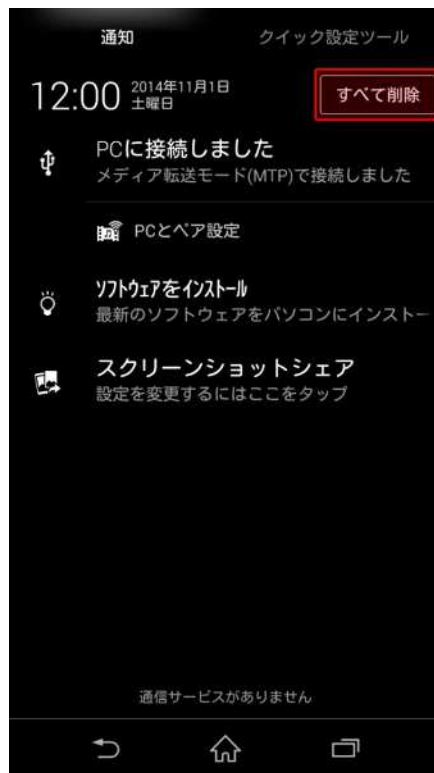 通知
クイック設定ツール
12:00
2014年11月1日
土曜日
すべて削除
PCに接続しました
メディア転送モード(MTP)で接続しました
PCとペア設定
ソフトウェアをインストール
最新のソフトウェアをパソコンにインストー
スクリーンショットシェア
設定を変更するにはここをタップ
通信サービスがありません